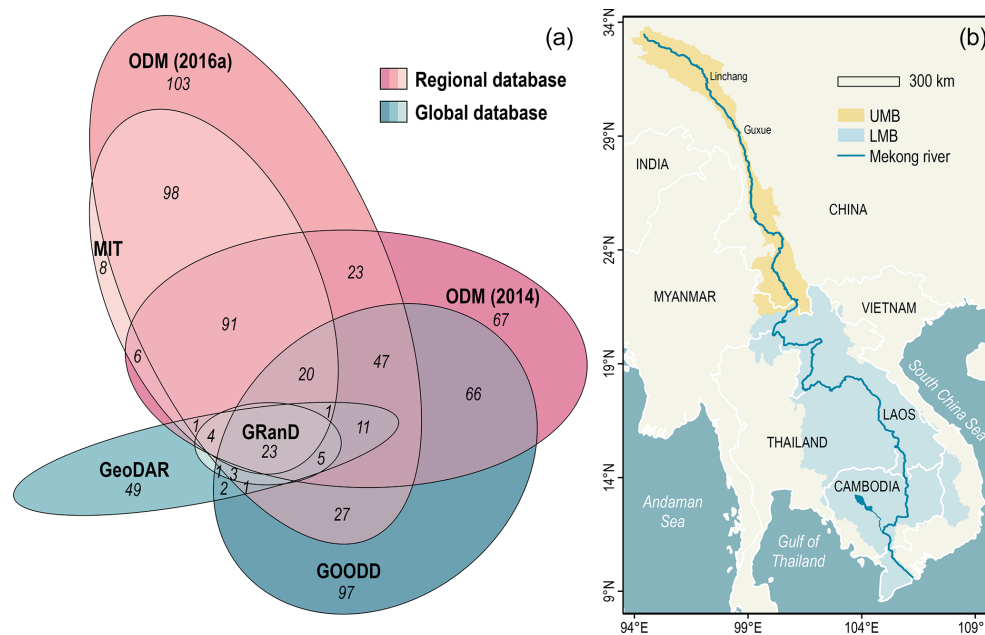 (a)
ODM (2016a)
103
Regional database
Global database
98
MIT
8
23
ODM (2014)
67
91
6
47
20
66
1
1
11
4
GRanD
23
5
GeoDAR
49
1
3
2
1
27
GOODD
97
(b)
34°N
29°N
24°N
19°N
14°N
9°N
94°E
99°E
104°E
109°
Linchang
300 km
Guxue
UMB
LMB
Mekong river
INDIA
CHINA
MYANMAR
VIETNAM
South China Sea
LAOS
THAILAND
CAMBODIA
Andaman
Sea
Gulf of
Thailand